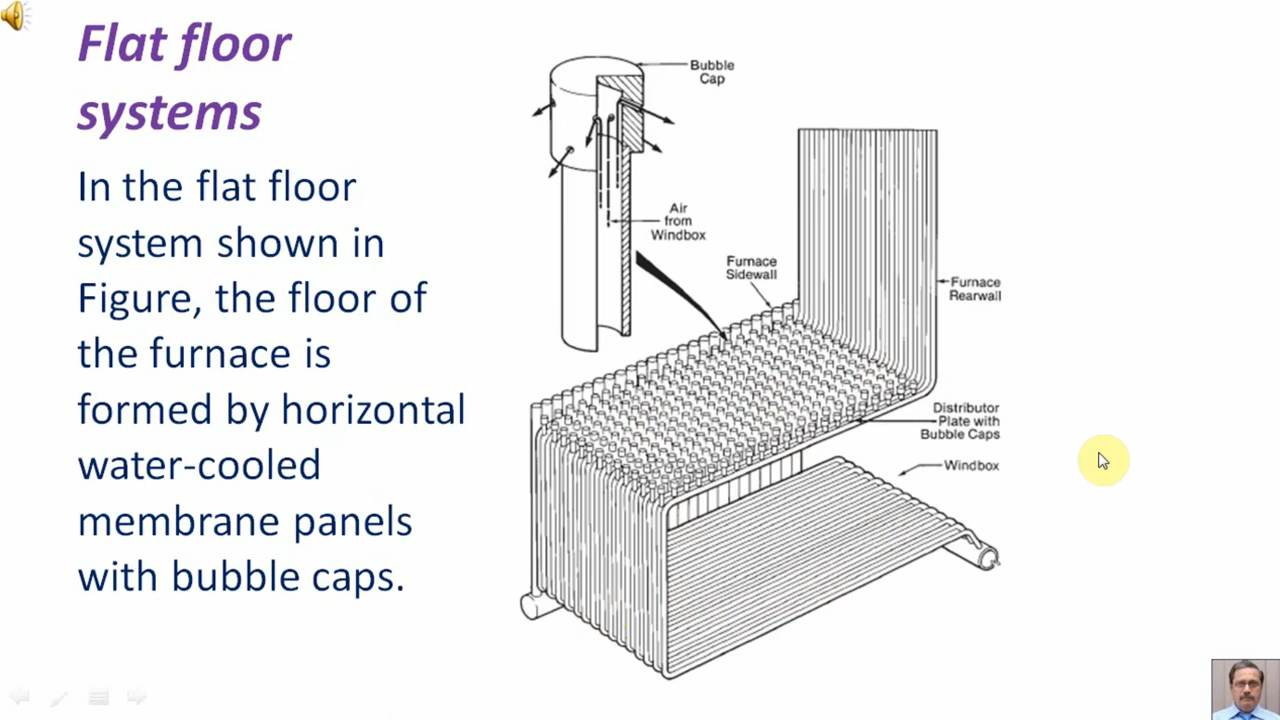 Flat floor
systems
In the flat floor
system shown in
Figure, the floor of
the furnace is
formed by horizontal
water-cooled
membrane panels
with bubble caps.
Bubble
Cap
Air
from
Windbox
Furnace
Sidewall
Furnace
Rearwall
Distributor
Plate with
Bubble Caps
Windbox